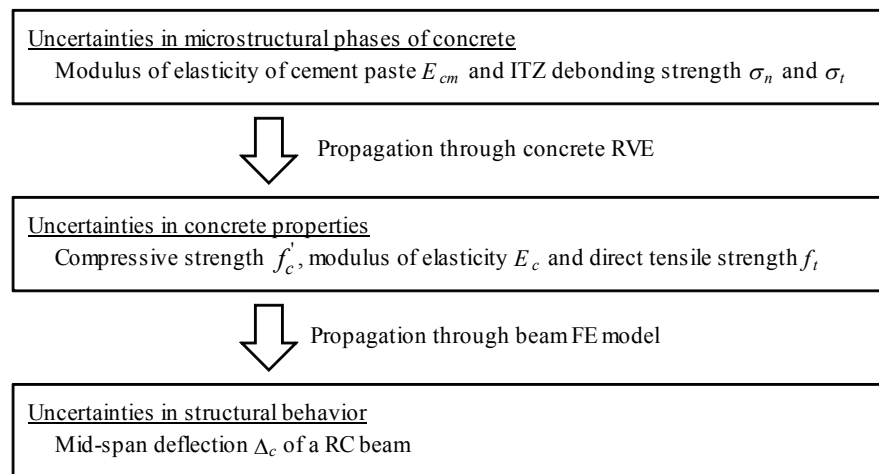 Uncertainties in microstructural phases of concrete
Modulus of elasticity of cement paste E_cm and ITZ debonding strength σ_n and σ_t
Propagation through concrete RVE
Uncertainties in concrete properties
Compressive strength f_c', modulus of elasticity E_c and direct tensile strength f_t
Propagation through beam FE model
Uncertainties in structural behavior
Mid-span deflection Δ_c of a RC beam